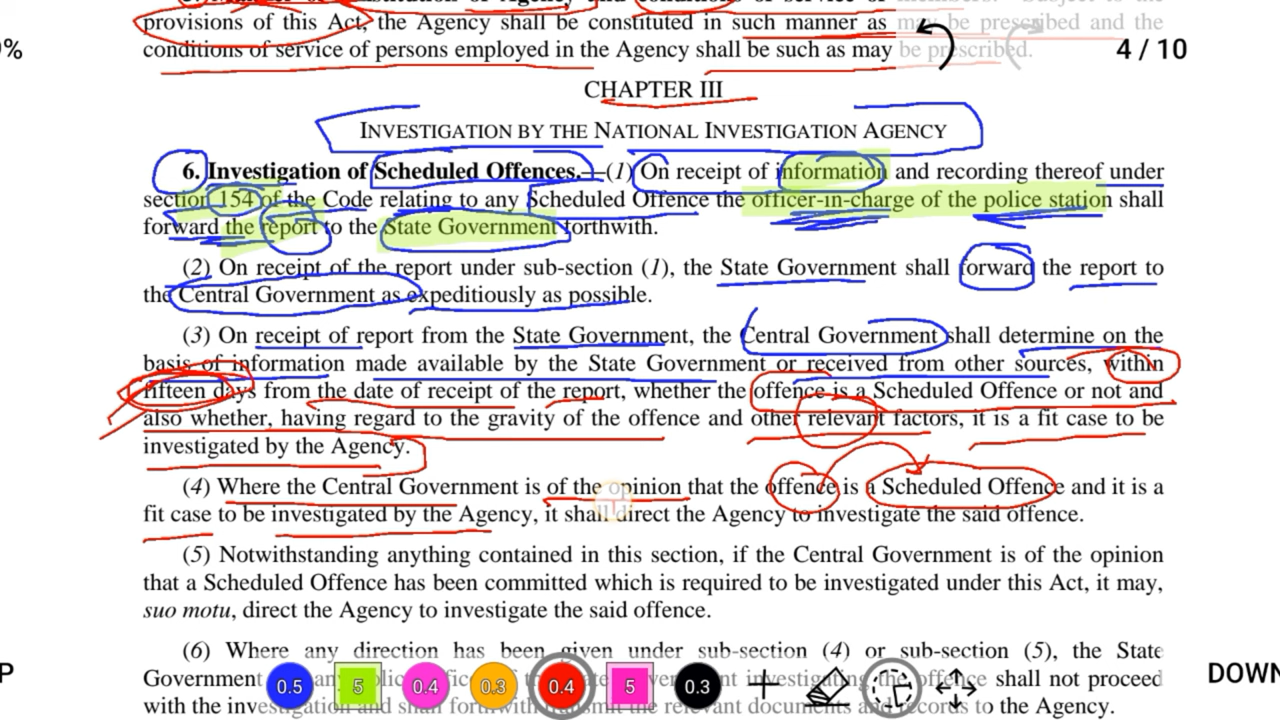 provisions of this Act, the Agency shall be constituted in such manner as may be prescribed and the
9%
conditions of service of persons employed in the Agency shall be such as may be prescribed.
4 / 10
CHAPTER III
INVESTIGATION BY THE NATIONAL INVESTIGATION AGENCY
6. Investigation of Scheduled Offences.—(1) On receipt of information and recording thereof under
section 154 of the Code relating to any Scheduled Offence the officer-in-charge of the police station shall
forward the report to the State Government forthwith.
(2) On receipt of the report under sub-section (1), the State Government shall forward the report to
the Central Government as expeditiously as possible.
(3) On receipt of report from the State Government, the Central Government shall determine on the
basis of information made available by the State Government or received from other sources, within
fifteen days from the date of receipt of the report, whether the offence is a Scheduled Offence or not and
also whether, having regard to the gravity of the offence and other relevant factors, it is a fit case to be
investigated by the Agency.
(4) Where the Central Government is of the opinion that the offence is a Scheduled Offence and it is a
fit case to be investigated by the Agency, it shall direct the Agency to investigate the said offence.
(5) Notwithstanding anything contained in this section, if the Central Government is of the opinion
that a Scheduled Offence has been committed which is required to be investigated under this Act, it may,
suo motu, direct the Agency to investigate the said offence.
(6) Where any direction has been given under sub-section (4) or sub-section (5), the State
P
Government shall not proceed
DOWN
with the investigation and shall forthwith transmit the relevant documents and records to the Agency.
0.5 5 0.4 0.3 0.4 5 0.3